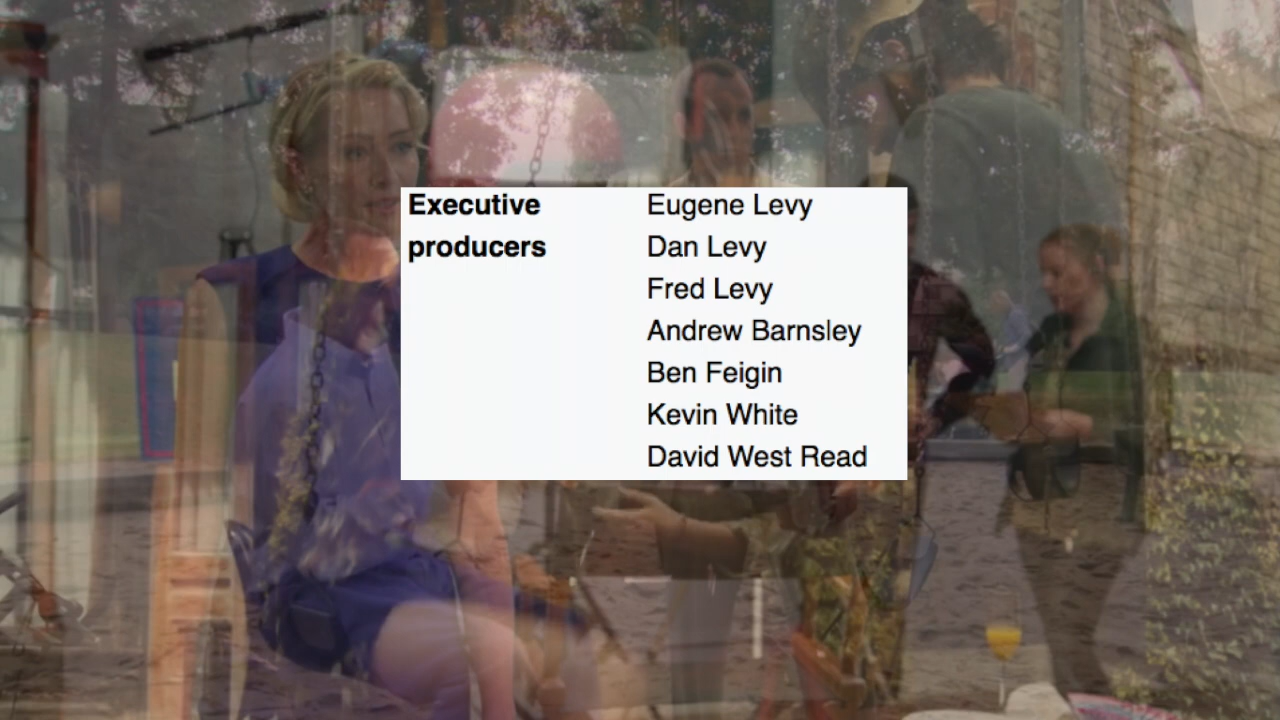 Executive Eugene Levy
producers Dan Levy
Fred Levy
Andrew Barnsley
Ben Feigin
Kevin White
David West Read